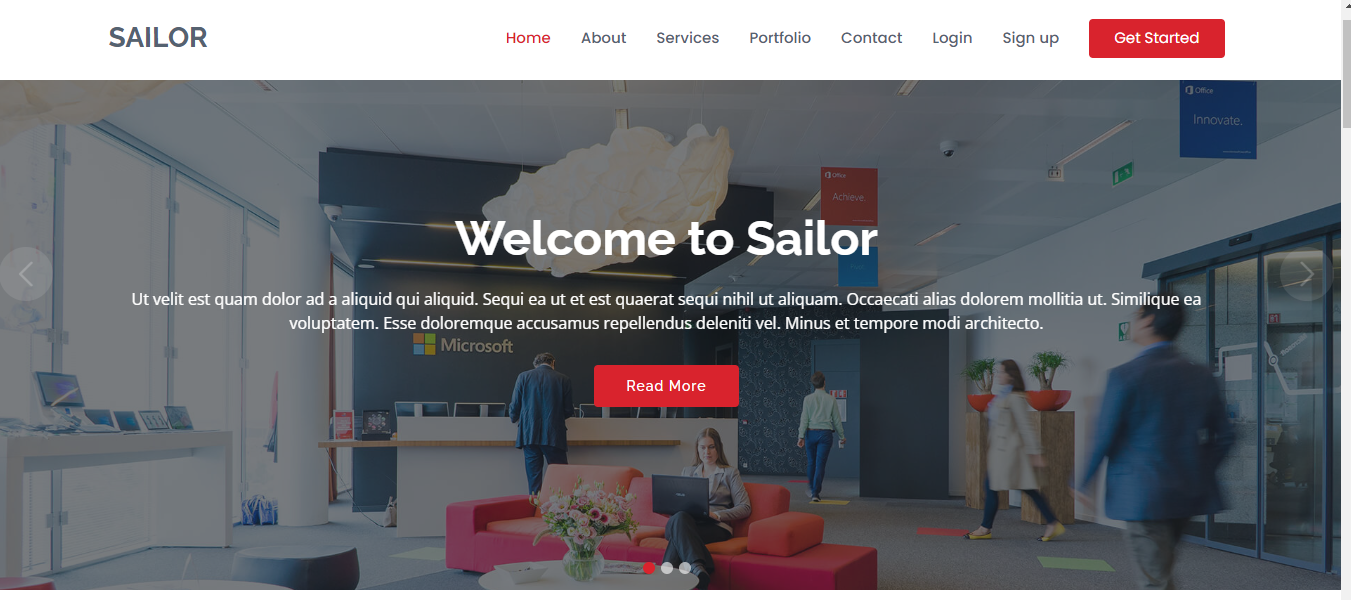 SAILOR
Home About Services Portfolio Contact Login Sign up Get Started
Office
Innovate.
Office
Achieve.
Welcome to Sailor
Ut velit est quam dolor ad a aliquid qui aliquid. Sequi ea ut et est quaerat sequi nihil ut aliquam. Occaecati alias dolorem mollitia ut. Similique ea
voluptatem. Esse doloremque accusamus repellendus deleniti vel. Minus et tempore modi architecto.
Microsoft
Read More